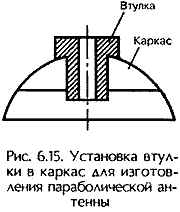 Втулка
Каркас
Рис. 6.15. Установка втул-
ки в каркас для изготов-
ления параболической ан-
тенны